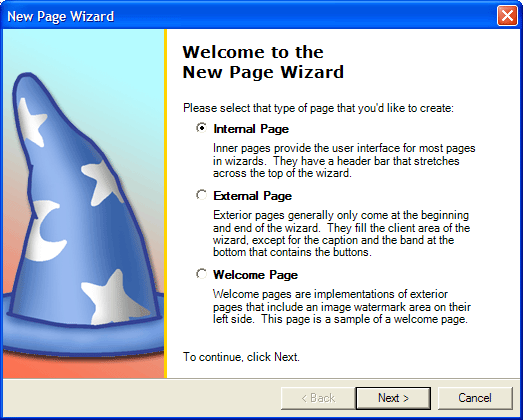 New Page Wizard
Welcome to the
New Page Wizard
Please select that type of page that you'd like to create:
Internal Page
Inner pages provide the user interface for most pages
in wizards.  They have a header bar that stretches
across the top of the wizard.
External Page
Exterior pages generally only come at the beginning
and end of the wizard.  They fill the client area of the
wizard, except for the caption and the band at the
bottom that contains the buttons.
Welcome Page
Welcome pages are implementations of exterior
pages that include an image watermark area on their
left side.  This page is a sample of a welcome page.
To continue, click Next.
< Back
Next >
Cancel